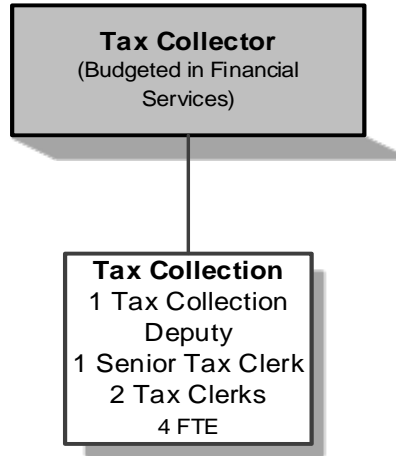 Tax Collector
(Budgeted in Financial
Services)
Tax Collection
1 Tax Collection
Deputy
1 Senior Tax Clerk
2 Tax Clerks
4 FTE